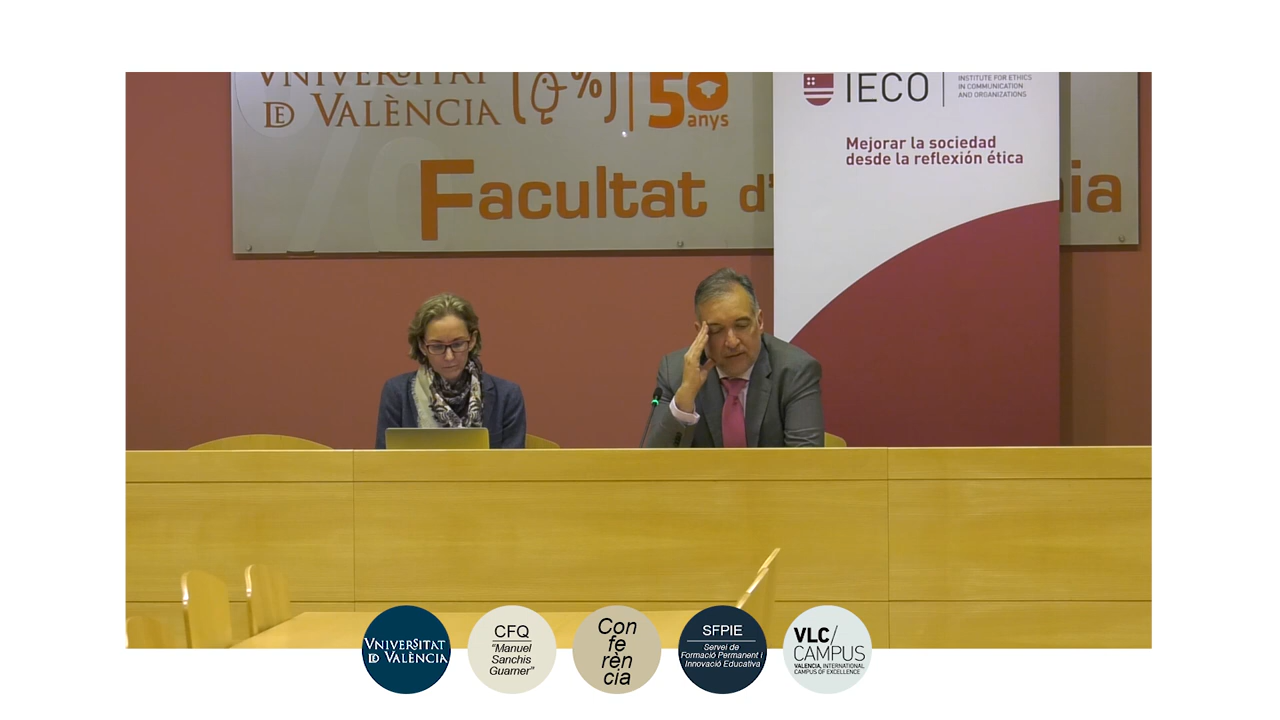 VNIVERSITAT
DE VALÈNCIA
%
50
anys
Facultat d'
ia
IECO
INSTITUTE FOR ETHICS
IN COMMUNICATION
AND ORGANIZATIONS
Mejorar la sociedad
desde la reflexión ética
VNIVERSITAT
DE VALÈNCIA
CFQ
"Manuel
Sanchis
Guarner"
Con
fe
rèn
cia
SFPIE
Servei de
Formació Permanent i
Innovació Educativa
VLC/
CAMPUS
VALENCIA, INTERNATIONAL
CAMPUS OF EXCELLENCE